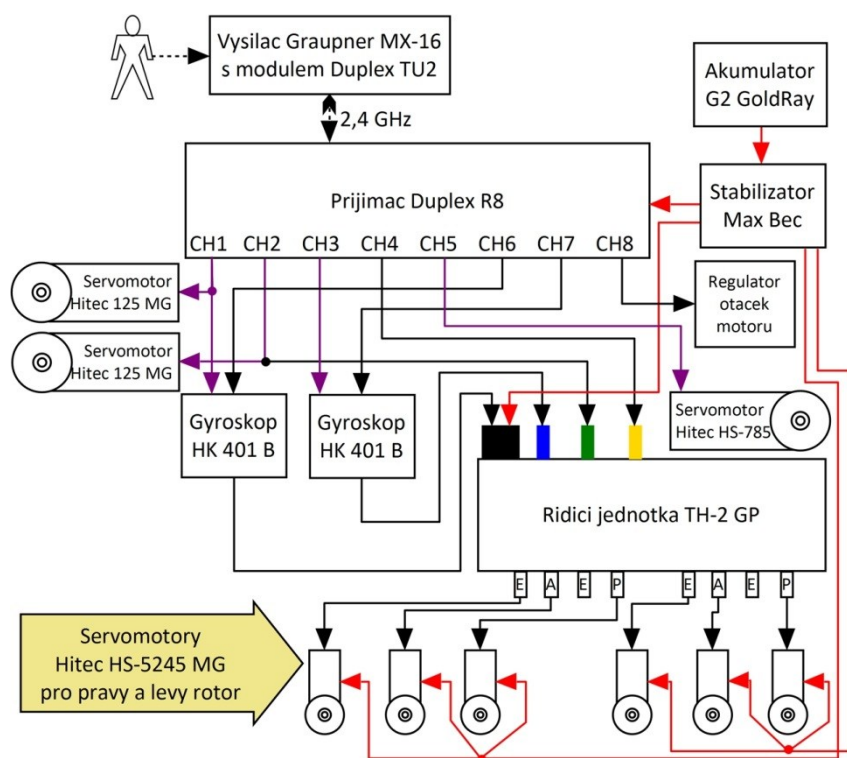 Vysilac Graupner MX-16
s modulem Duplex TU2
Akumulator
G2 GoldRay
2,4 GHz
Prijimac Duplex R8
Stabilizator
Max Bec
CH1 CH2 CH3 CH4 CH5 CH6 CH7 CH8
Servomotor
Hitec 125 MG
Regulator
otacek
motoru
Servomotor
Hitec 125 MG
Gyroskop
HK 401 B
Gyroskop
HK 401 B
Servomotor
Hitec HS-785
Ridici jednotka TH-2 GP
E A E P E A E P
Servomotory
Hitec HS-5245 MG
pro pravy a levy rotor